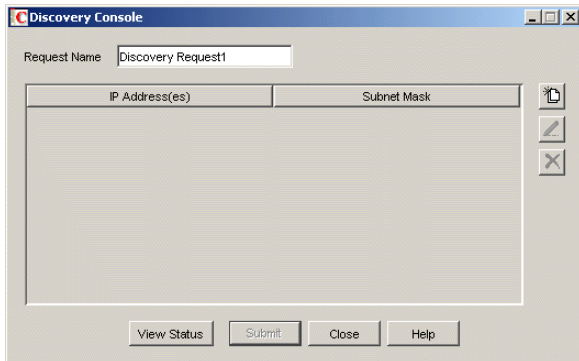 Discovery Console
Request Name Discovery Request1
IP Address(es) Subnet Mask
View Status Submit Close Help